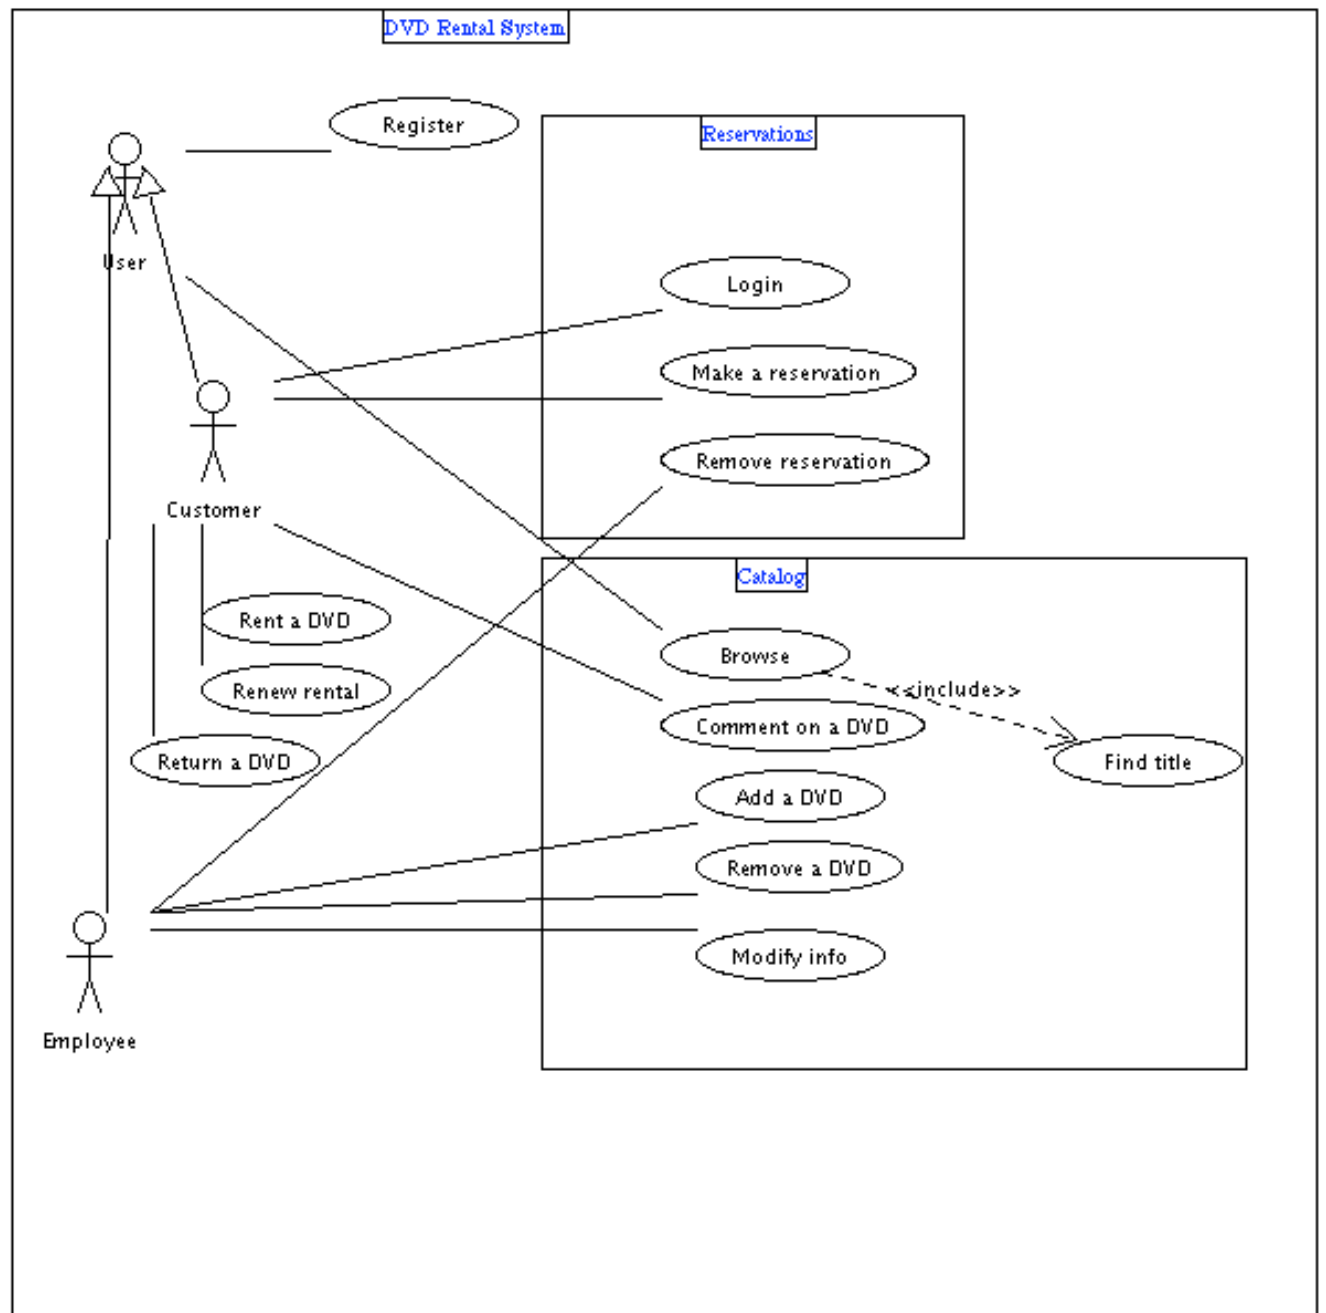 DVD Rental System
Register
Reservations
User
Login
Make a reservation
Remove reservation
Customer
Catalog
Rent a DVD
Browse
Renew rental
<<include>>
Comment on a DVD
Return a DVD
Find title
Add a DVD
Remove a DVD
Modify info
Employee